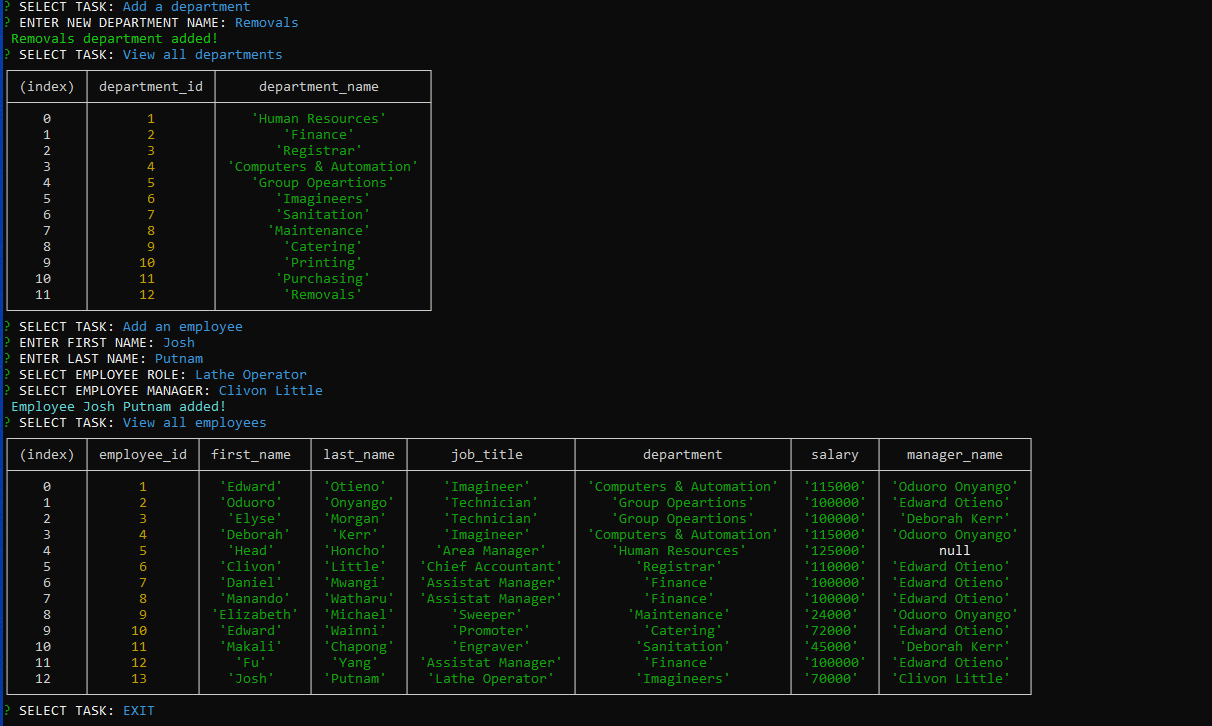 ? SELECT TASK: Add a department
? ENTER NEW DEPARTMENT NAME: Removals
Removals department added!
? SELECT TASK: View all departments
(index) department_id department_name
0 1 'Human Resources'
1 2 'Finance'
2 3 'Registrar'
3 4 'Computers & Automation'
4 5 'Group Opeartions'
5 6 'Imagineers'
6 7 'Sanitation'
7 8 'Maintenance'
8 9 'Catering'
9 10 'Printing'
10 11 'Purchasing'
11 12 'Removals'
? SELECT TASK: Add an employee
? ENTER FIRST NAME: Josh
? ENTER LAST NAME: Putnam
? SELECT EMPLOYEE ROLE: Lathe Operator
? SELECT EMPLOYEE MANAGER: Clivon Little
Employee Josh Putnam added!
? SELECT TASK: View all employees
(index) employee_id first_name last_name job_title department salary manager_name
0 1 'Edward' 'Otieno' 'Imagineer' 'Computers & Automation' '115000' 'Oduoro Onyango'
1 2 'Oduro' 'Onyango' 'Technician' 'Group Opeartions' '100000' 'Edward Otieno'
2 3 'Elyse' 'Morgan' 'Technician' 'Group Opeartions' '100000' 'Deborah Kerr'
3 4 'Deborah' 'Kerr' 'Imagineer' 'Computers & Automation' '115000' 'Oduoro Onyango'
4 5 'Head' 'Honcho' 'Area Manager' 'Human Resources' '125000' null
5 6 'Clivon' 'Little' 'Chief Accountant' 'Registrar' '110000' 'Edward Otieno'
6 7 'Daniel' 'Mwangi' 'Assistat Manager' 'Finance' '100000' 'Edward Otieno'
7 8 'Manando' 'Watharu' 'Assistat Manager' 'Finance' '100000' 'Edward Otieno'
8 9 'Elizabeth' 'Michael' 'Sweeper' 'Maintenance' '24000' 'Oduoro Onyango'
9 10 'Edward' 'Wainni' 'Promoter' 'Catering' '72000' 'Edward Otieno'
10 11 'Makali' 'Chapong' 'Engraver' 'Sanitation' '45000' 'Deborah Kerr'
11 12 'Fu' 'Yang' 'Assistat Manager' 'Finance' '100000' 'Edward Otieno'
12 13 'Josh' 'Putnam' 'Lathe Operator' 'Imagineers' '70000' 'Clivon Little'
? SELECT TASK: EXIT